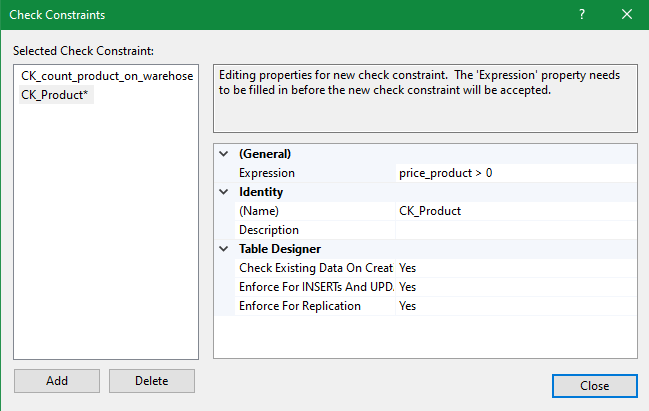 Check Constraints
Selected Check Constraint:
CK_count_product_on_warehose
CK_Product*
Editing properties for new check constraint.  The 'Expression' property needs
to be filled in before the new check constraint will be accepted.
(General)
Expression price_product > 0
Identity
(Name) CK_Product
Description
Table Designer
Check Existing Data On Creat Yes
Enforce For INSERTs And UPD. Yes
Enforce For Replication Yes
Add Delete
Close